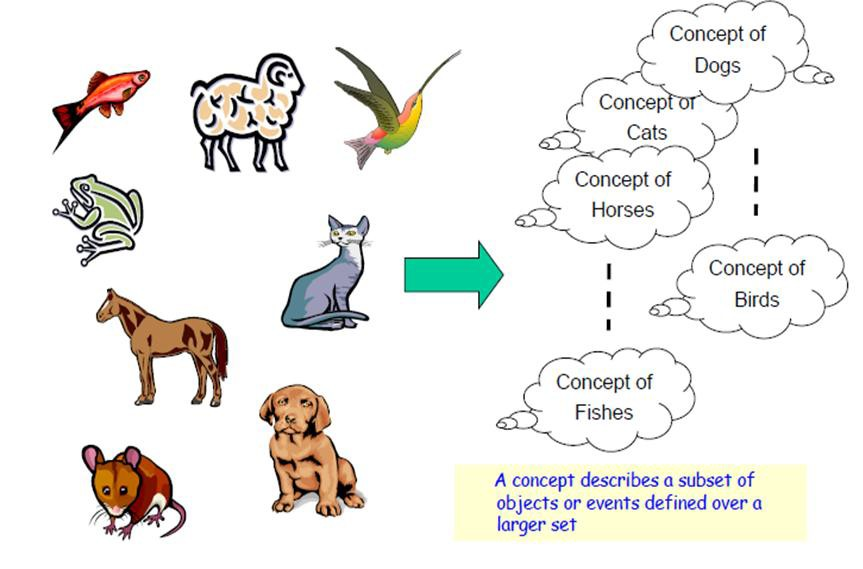 Concept of
Dogs
Concept of
Cats
Concept of
Horses
Concept of
Birds
Concept of
Fishes
A concept describes a subset of
objects or events defined over a
larger set